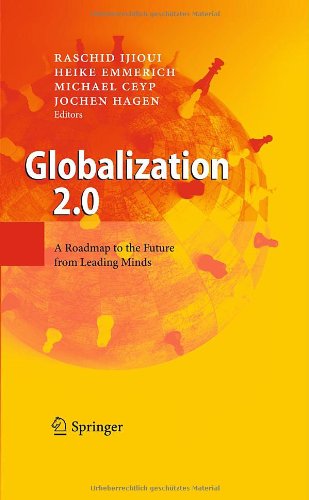 Urheberrechtlich geschütztes Material
RASCHID IJIOUI
HEIKE EMMERICH
MICHAEL CEYP
JOCHEN HAGEN
Editors
Globalization
2.0
A Roadmap to the Future
from Leading Minds
Springer
Urheberrechtlich geschütztes Material